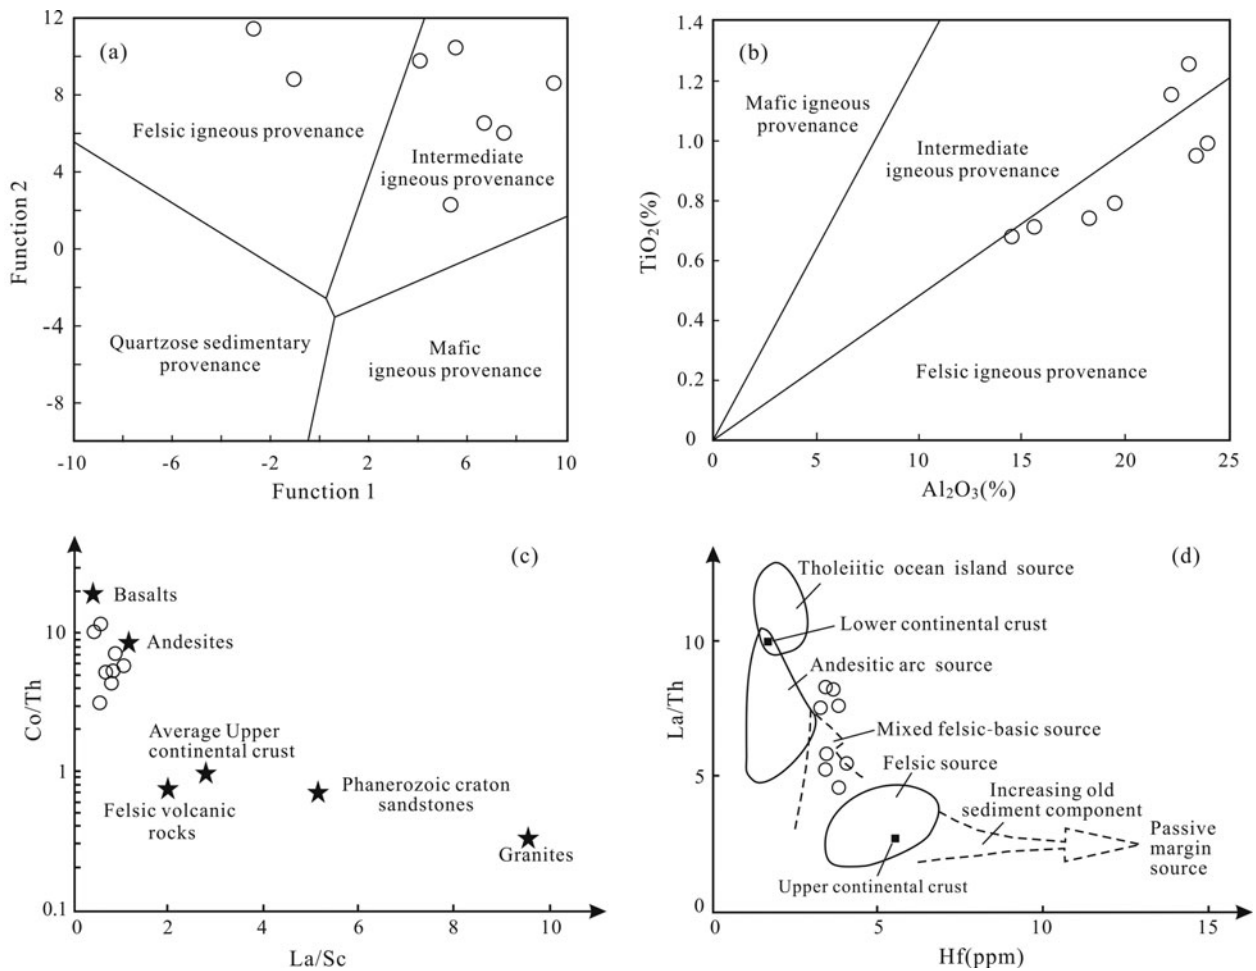 (a)
12
8
4
0
-4
-8
Function 2
Felsic igneous provenance
Intermediate
igneous provenance
Quartzose sedimentary
provenance
Mafic
igneous provenance
-10
-6
-2
2
6
10
Function 1
(b)
1.4
1.2
1.0
0.8
0.6
0.4
0.2
0
TiO₂(%)
Mafic igneous
provenance
Intermediate
igneous provenance
Felsic igneous provenance
0
5
10
15
20
25
Al₂O₃(%)
(c)
10
1
0.1
Co/Th
Basalts
Andesites
Average Upper
continental crust
Felsic volcanic
rocks
Phanerozoic craton
sandstones
Granites
0
2
4
6
8
10
La/Sc
(d)
10
5
0
La/Th
Tholeiitic ocean island source
Lower continental crust
Andesitic arc source
Mixed felsic-basic source
Felsic source
Increasing old
sediment component
Passive
margin
source
Upper continental crust
0
5
10
15
Hf(ppm)